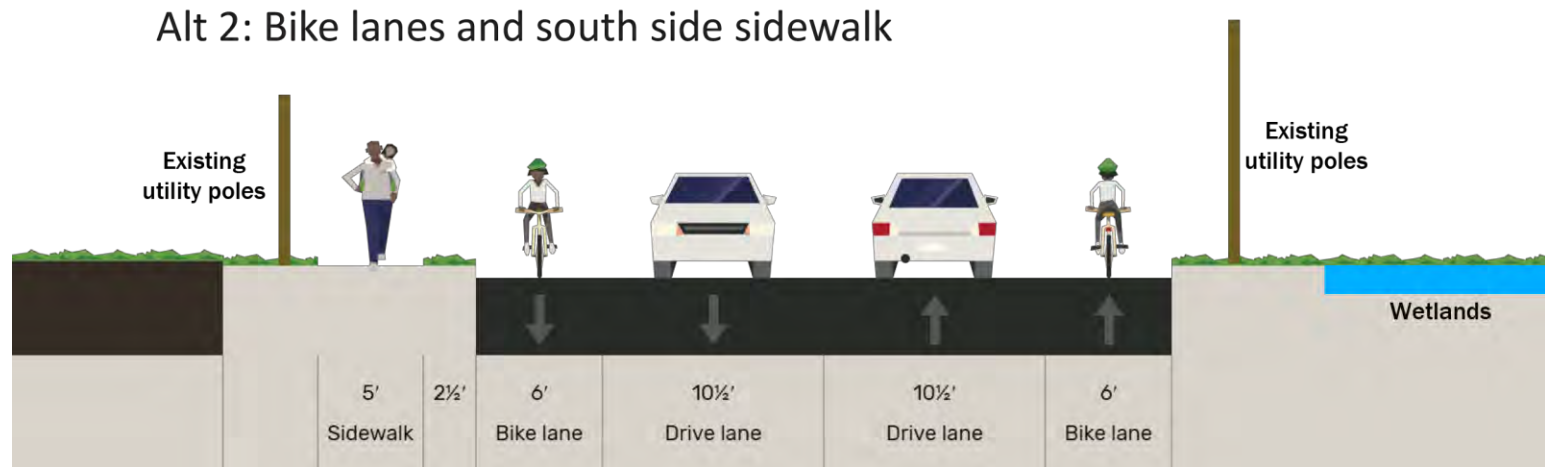 Alt 2: Bike lanes and south side sidewalk
Existing
utility poles
Existing
utility poles
Wetlands
5′
2½′
6′
10½′
10½′
6′
Sidewalk
Bike lane
Drive lane
Drive lane
Bike lane